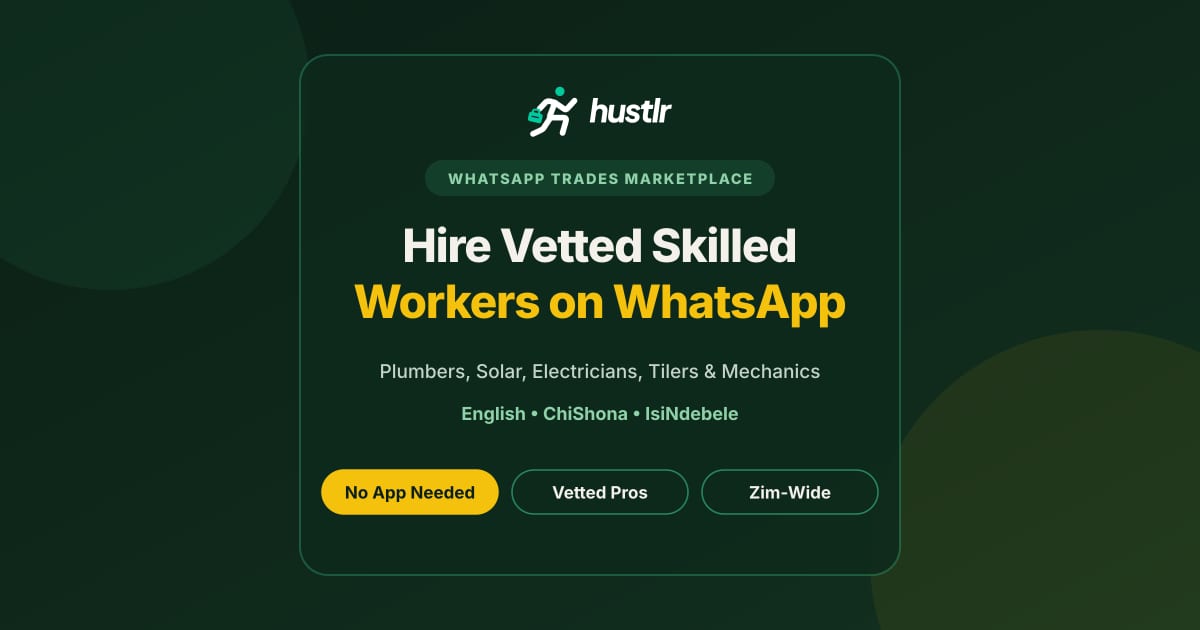 hustlr
WHATSAPP TRADES MARKETPLACE
Hire Vetted Skilled
Workers on WhatsApp
Plumbers, Solar, Electricians, Tilers & Mechanics
English • ChiShona • IsiNdebele
No App Needed
Vetted Pros
Zim-Wide